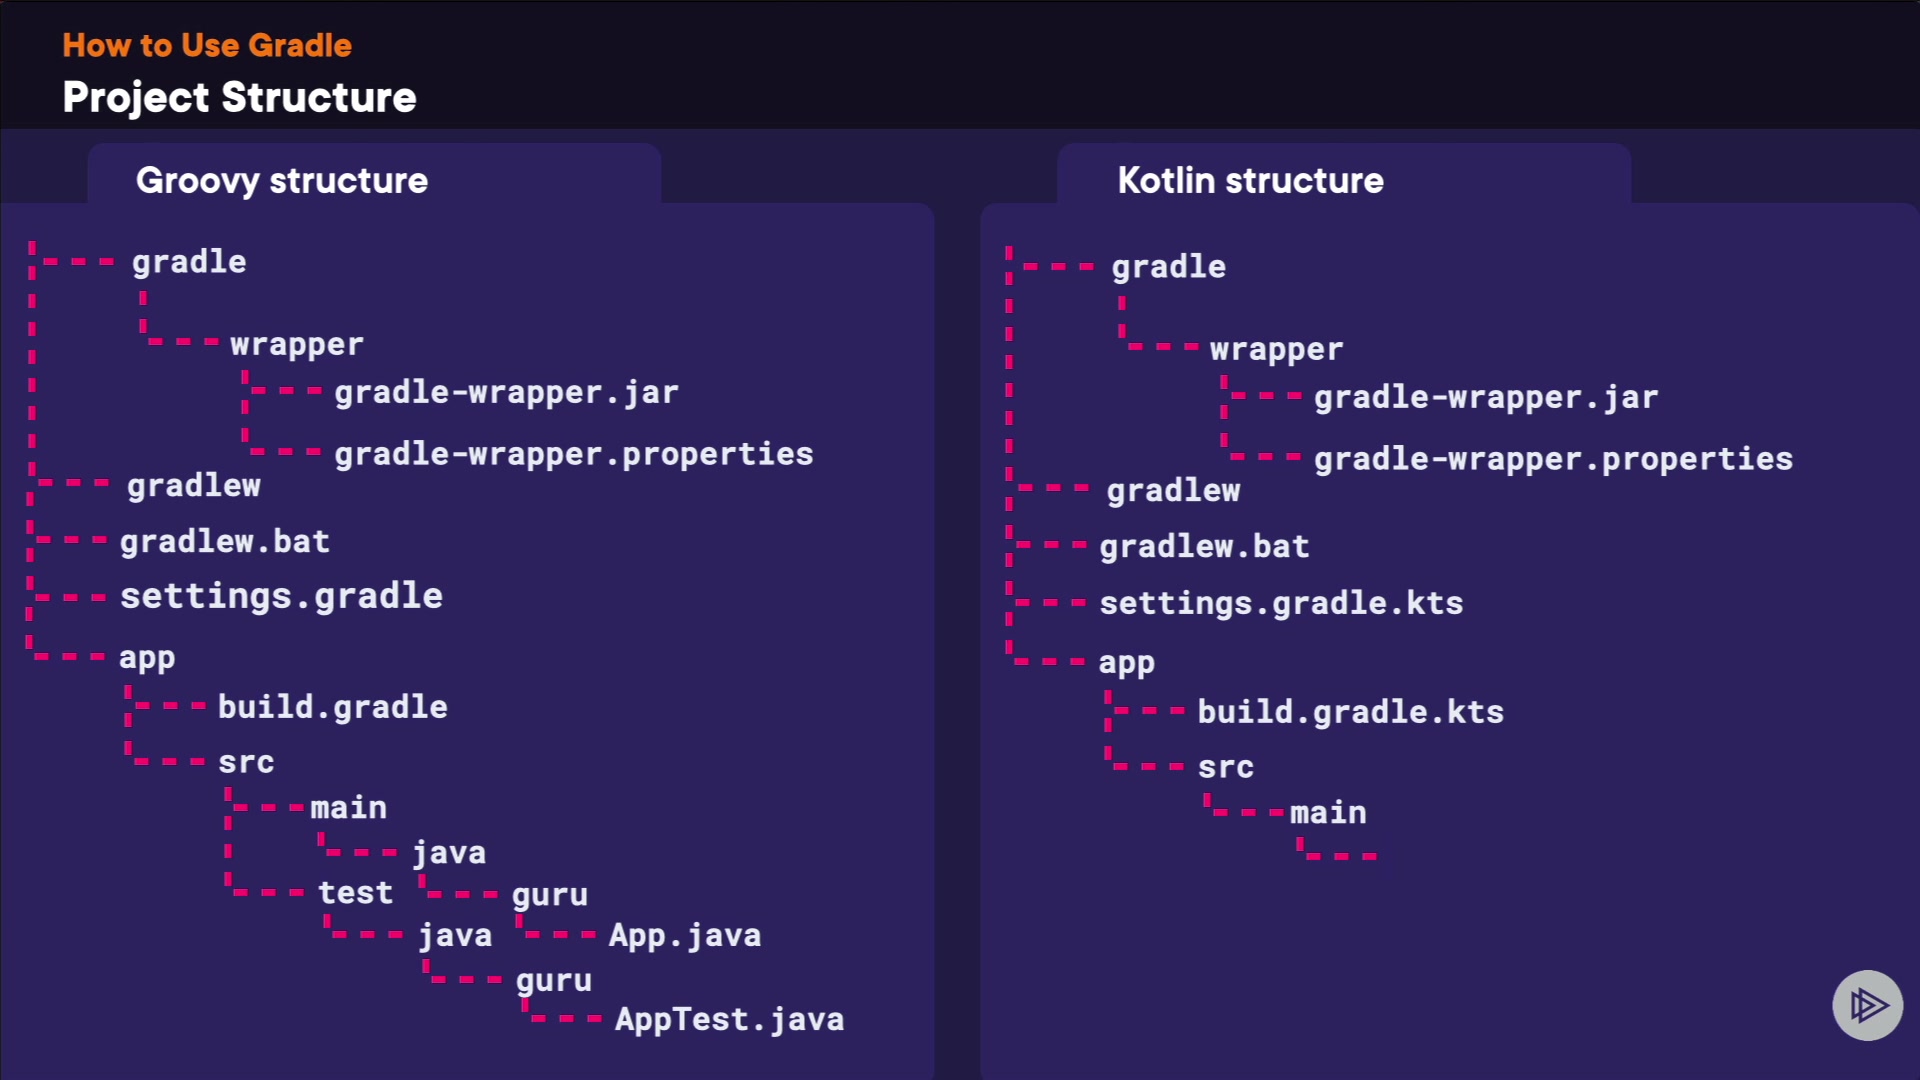 How to Use Gradle
Project Structure
Groovy structure
gradle
wrapper
gradle-wrapper.jar
gradle-wrapper.properties
gradlew
gradlew.bat
settings.gradle
app
build.gradle
src
main
java
guru
App.java
test
java
guru
AppTest.java
Kotlin structure
gradle
wrapper
gradle-wrapper.jar
gradle-wrapper.properties
gradlew
gradlew.bat
settings.gradle.kts
app
build.gradle.kts
src
main